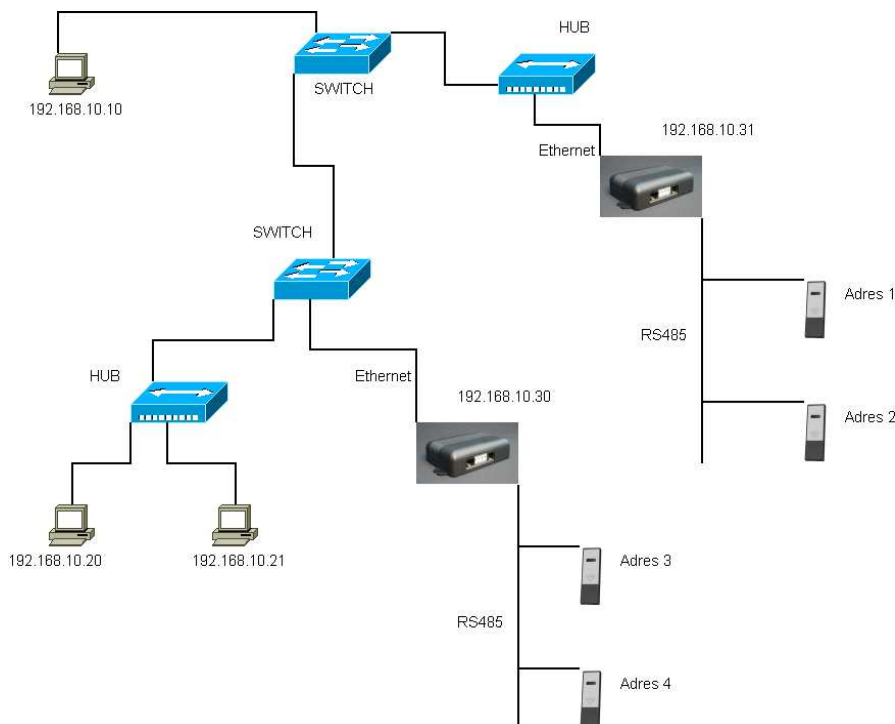 HUB
SWITCH
192.168.10.10
192.168.10.31
Ethernet
SWITCH
Adres 1
RS485
HUB
Ethernet
192.168.10.30
Adres 2
192.168.10.20
192.168.10.21
Adres 3
RS485
Adres 4